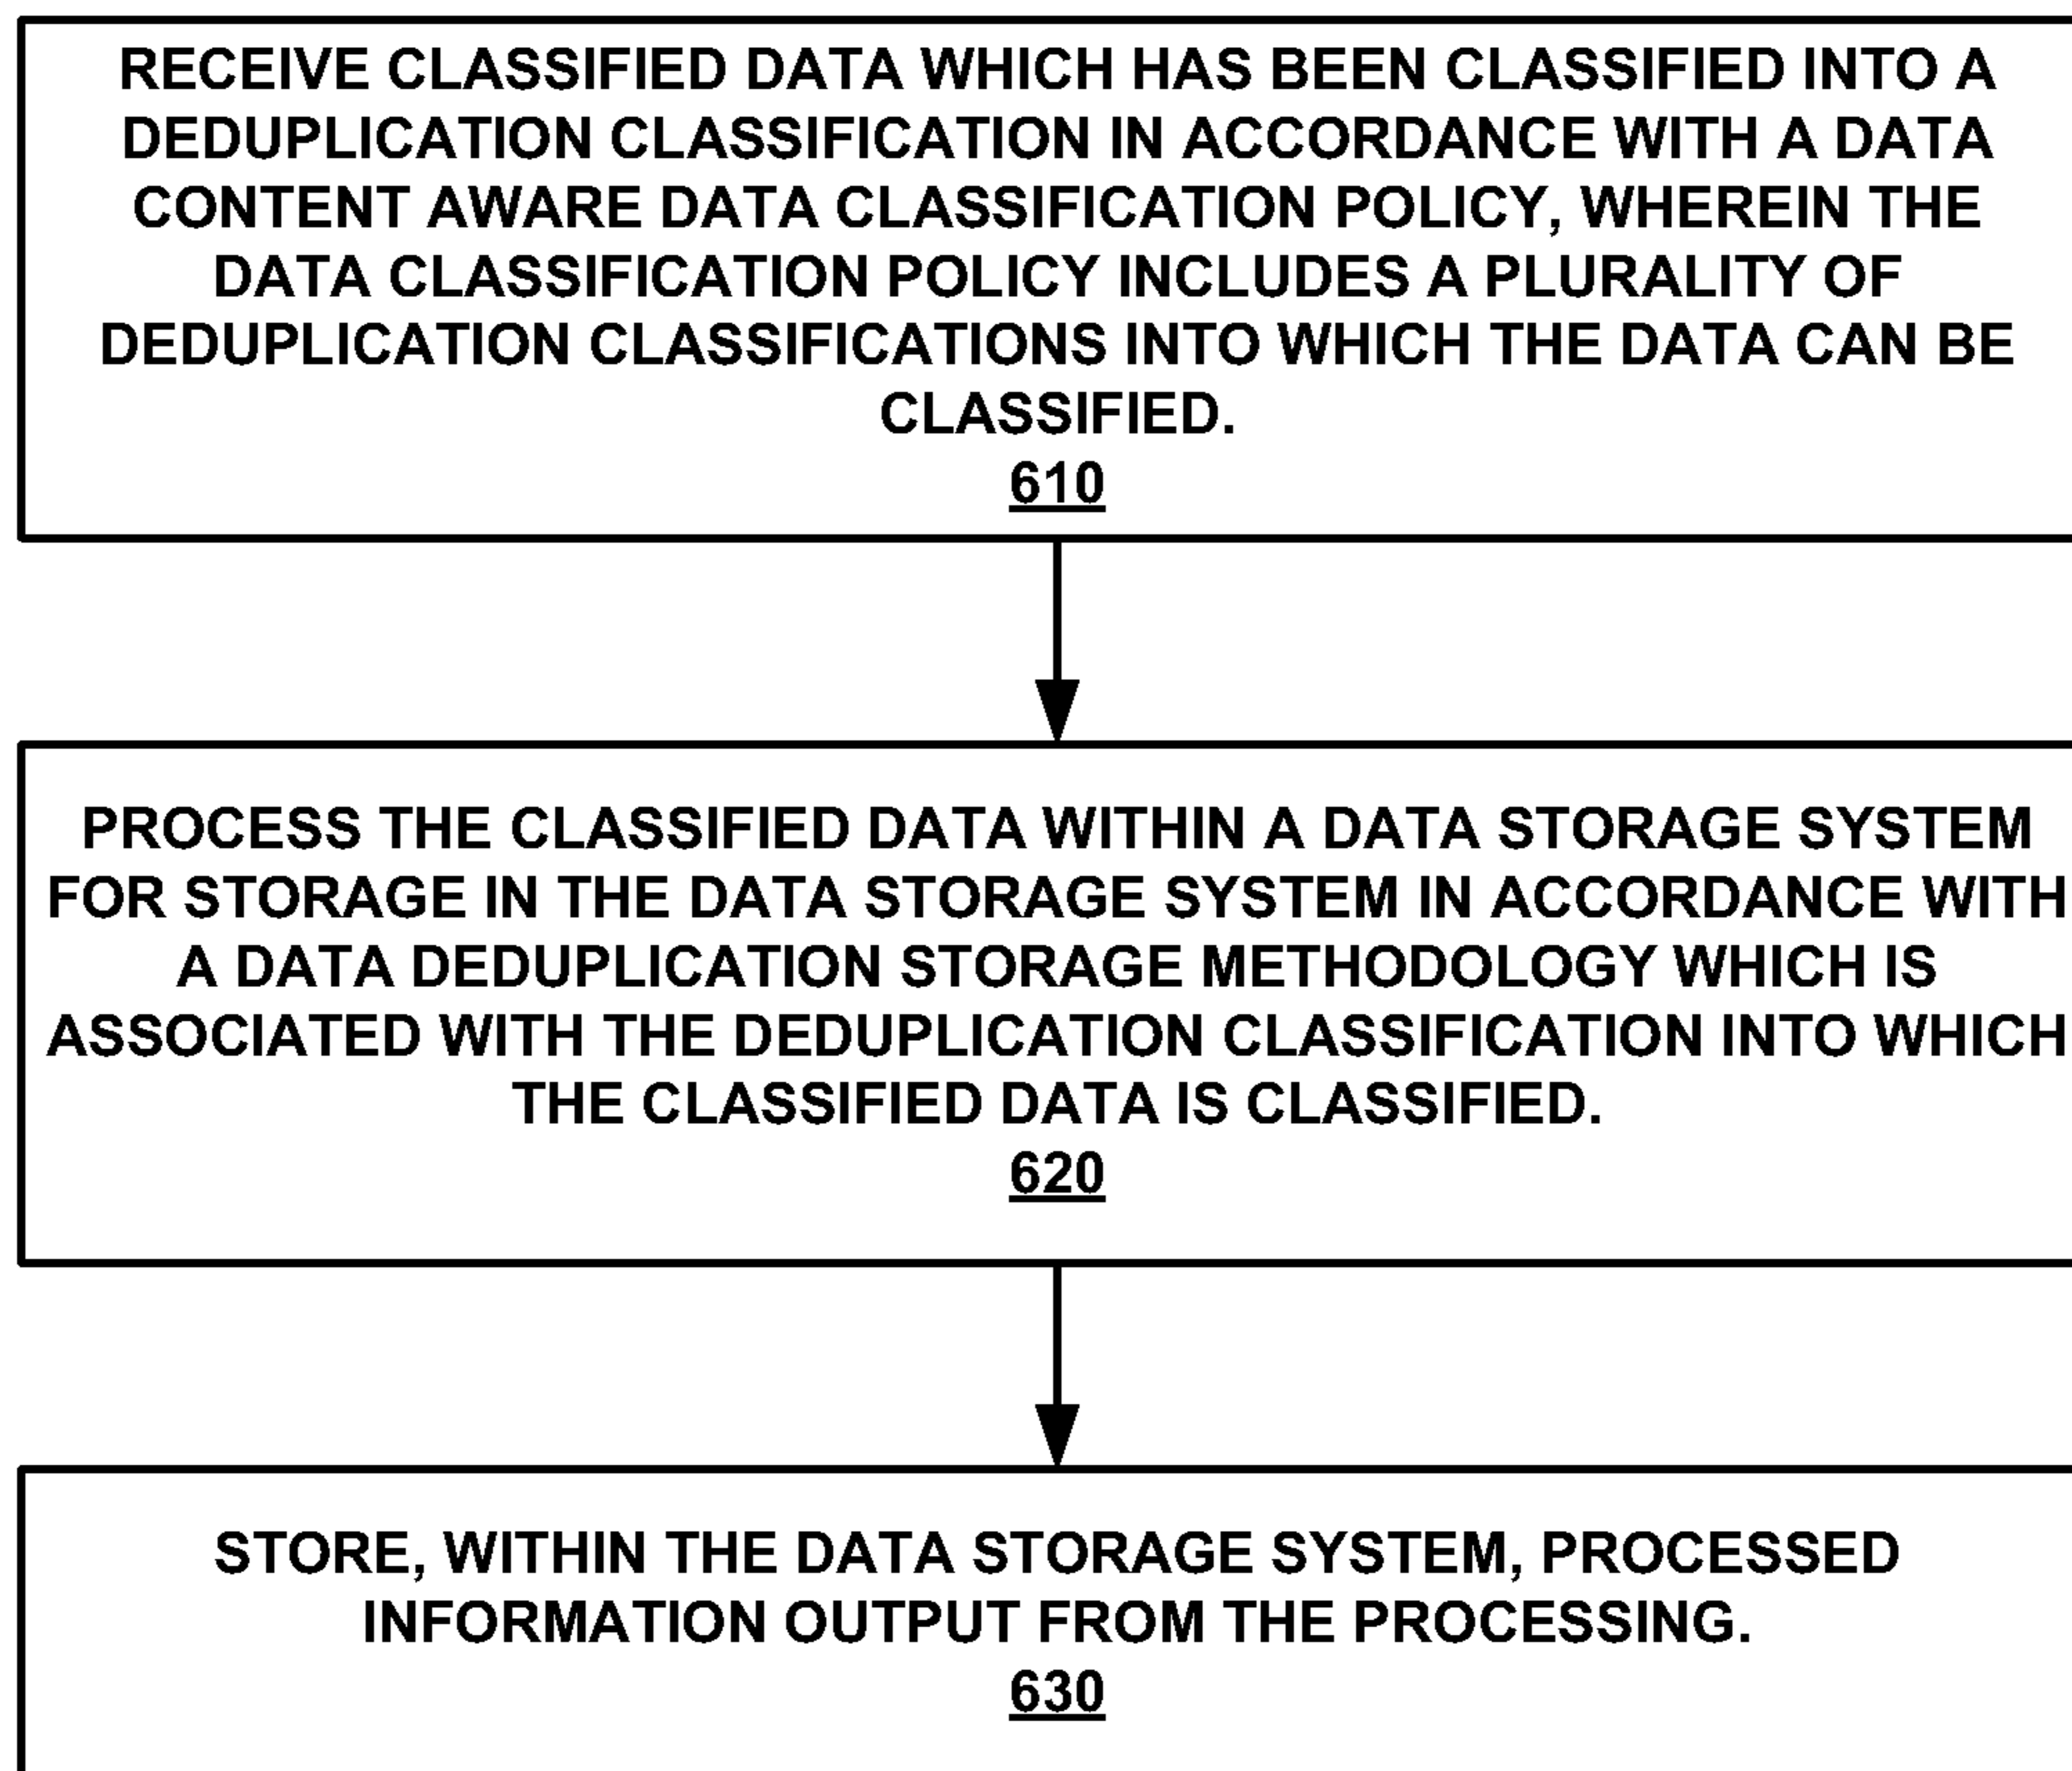 RECEIVE CLASSIFIED DATA WHICH HAS BEEN CLASSIFIED INTO A
DEDUPLICATION CLASSIFICATION IN ACCORDANCE WITH A DATA
CONTENT AWARE DATA CLASSIFICATION POLICY, WHEREIN THE
DATA CLASSIFICATION POLICY INCLUDES A PLURALITY OF
DEDUPLICATION CLASSIFICATIONS INTO WHICH THE DATA CAN BE
CLASSIFIED.
610
PROCESS THE CLASSIFIED DATA WITHIN A DATA STORAGE SYSTEM
FOR STORAGE IN THE DATA STORAGE SYSTEM IN ACCORDANCE WITH
A DATA DEDUPLICATION STORAGE METHODOLOGY WHICH IS
ASSOCIATED WITH THE DEDUPLICATION CLASSIFICATION INTO WHICH
THE CLASSIFIED DATA IS CLASSIFIED.
620
STORE, WITHIN THE DATA STORAGE SYSTEM, PROCESSED
INFORMATION OUTPUT FROM THE PROCESSING.
630